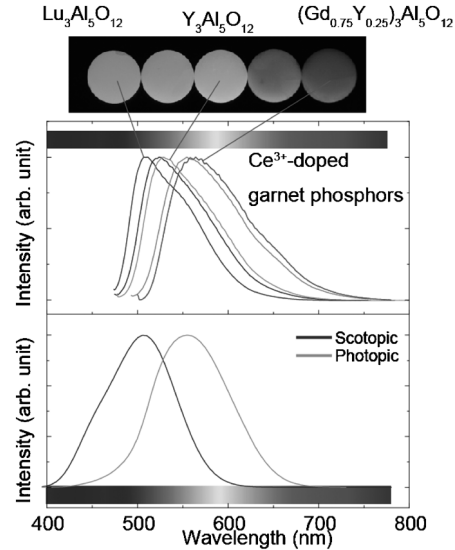 Lu3Al5O12 Y3Al5O12 (Gd0.75Y0.25)3Al5O12
Intensity (arb. unit)
Ce3+-doped
garnet phosphors
Intensity (arb. unit)
Scotopic
Photopic
400 500 600 700 800
Wavelength (nm)